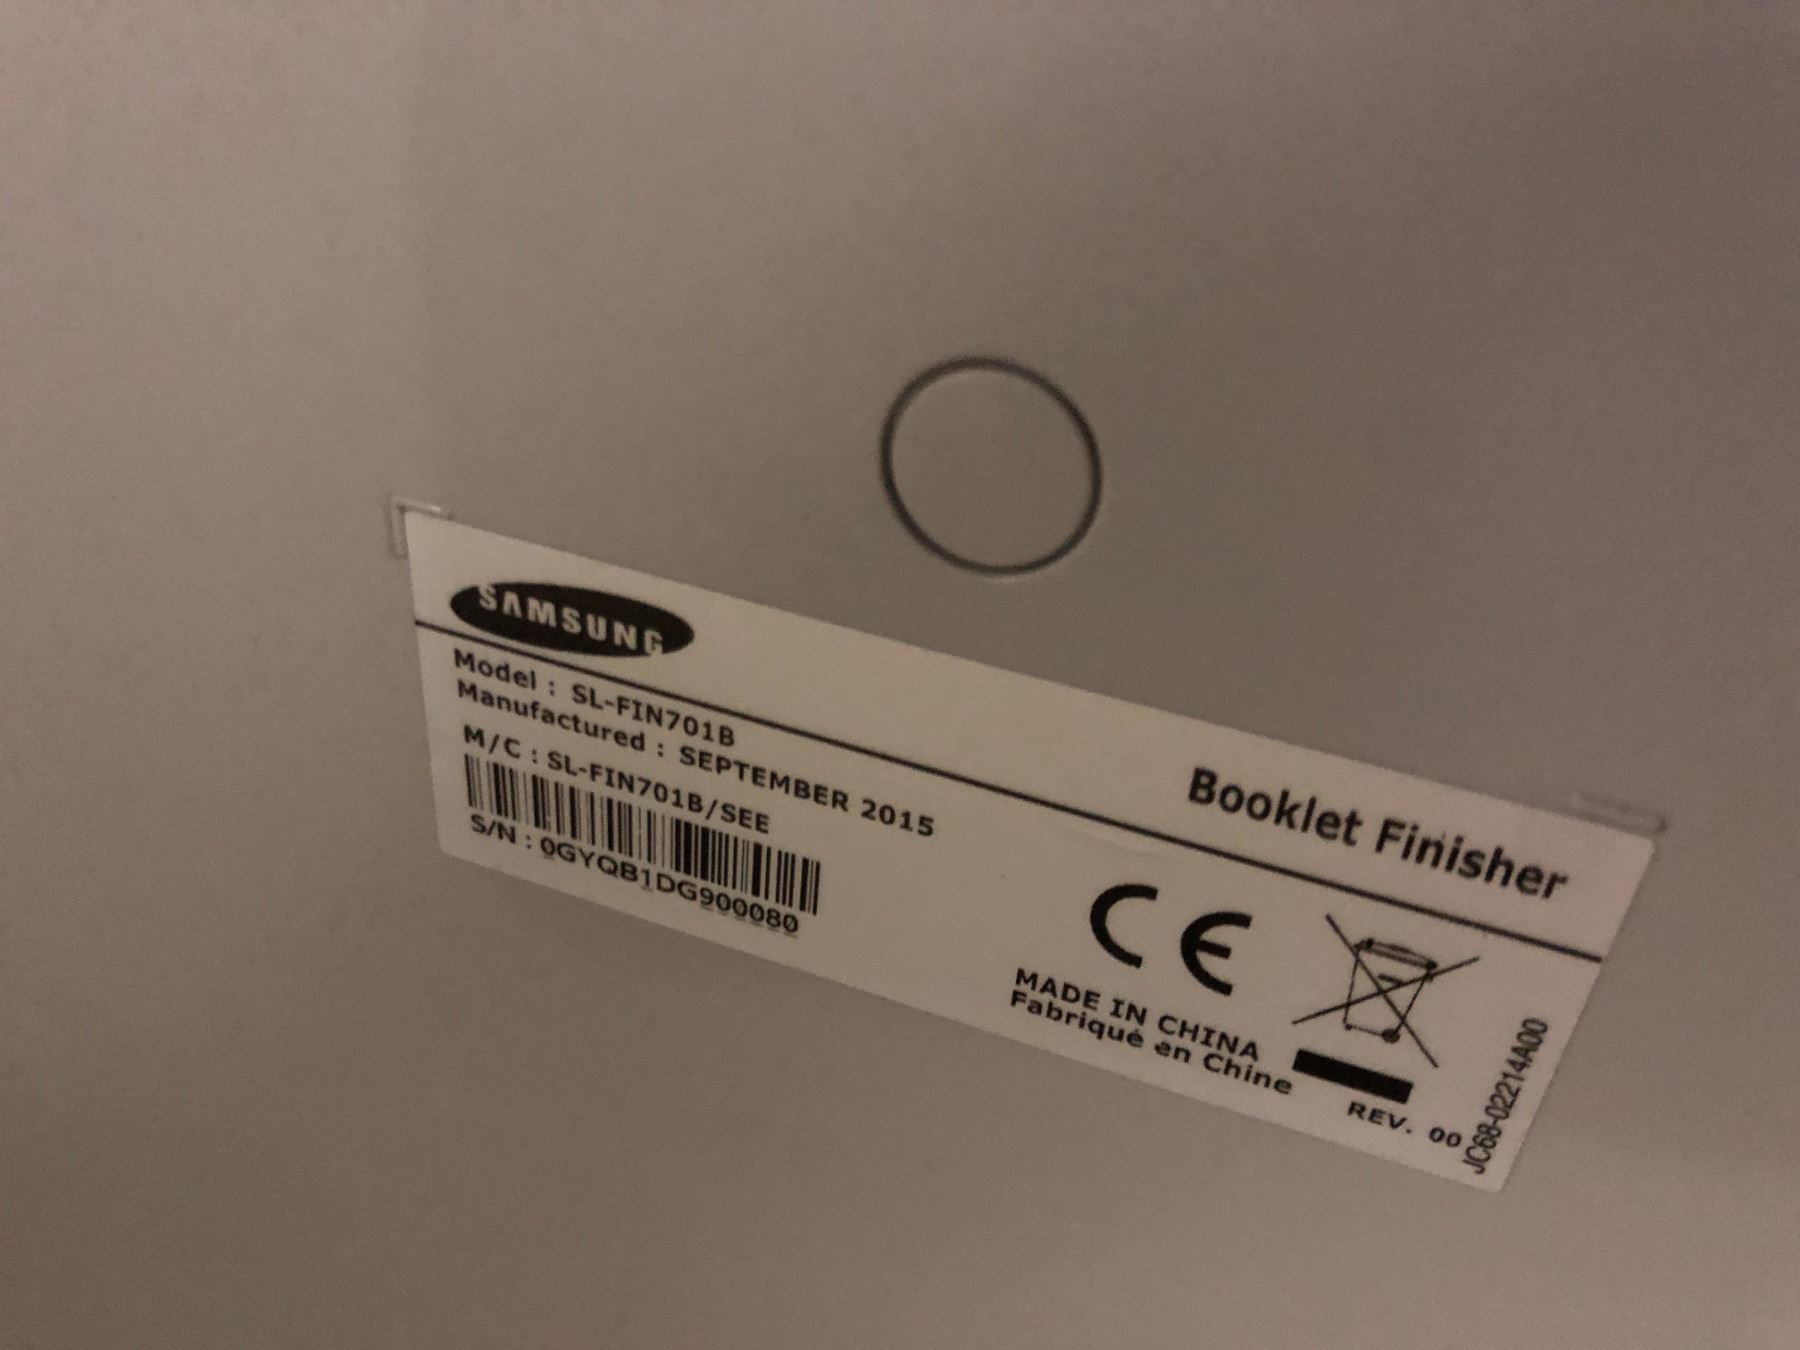 SAMSUNG
Booklet Finisher
Model : SL-FIN701B
Manufactured : SEPTEMBER 2015
M/C : SL-FIN701B/SEE
S/N : 0GYQB1DG900080
CE
MADE IN CHINA
Fabriqué en Chine
REV. 00
JC68-02214A00